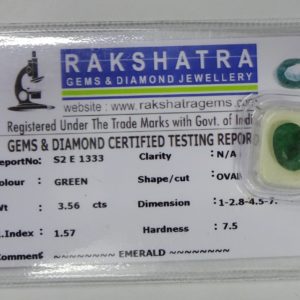 RAKSHATRA
GEMS & DIAMOND JEWELLERY
website : www.rakshatragems.com
Registered Under The Trade Marks with Govt. of Indi
GEMS & DIAMOND CERTIFIED TESTING REPORT
ReportNo: S2 E 1333 Clarity : N/A
olour : GREEN Shape/cut : OVAL
Wt : 3.56 cts Dimension : 1-2.8-4.5-7.
.Index : 1.57 Hardness : 7.5
Comment: ~~~~~~~~ EMERALD ~~~~~~~~